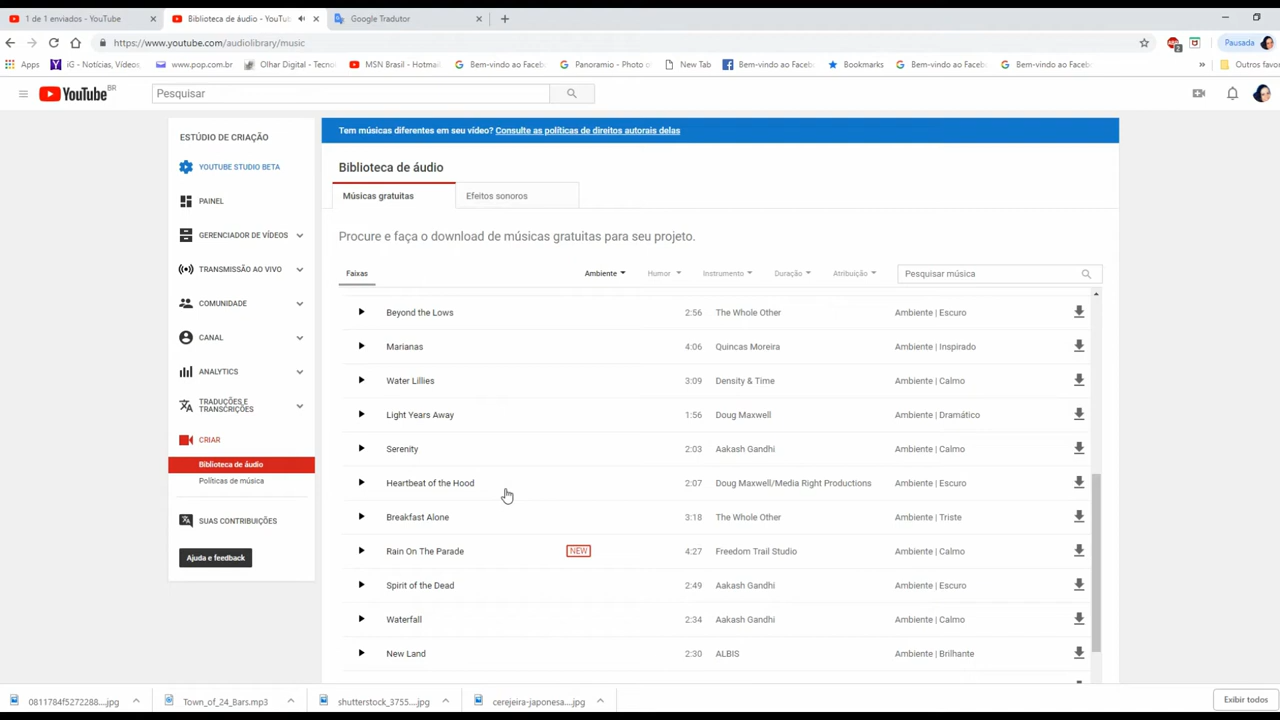 1 de 1 enviados - YouTube
Biblioteca de áudio - YouTub
Google Tradutor
https://www.youtube.com/audiolibrary/music
Pausada
Apps
iG - Notícias, Vídeos,
www.pop.com.br
Olhar Digital - Tecno
MSN Brasil - Hotmail
Bem-vindo ao Faceb
Panoramio - Photo o
New Tab
Bem-vindo ao Faceb
Bookmarks
Bem-vindo ao Faceb
Bem-vindo ao Faceb
Outros favor
YouTube BR
Pesquisar
ESTÚDIO DE CRIAÇÃO
YOUTUBE STUDIO BETA
PAINEL
GERENCIADOR DE VÍDEOS
TRANSMISSÃO AO VIVO
COMUNIDADE
CANAL
ANALYTICS
TRADUÇÕES E
TRANSCRIÇÕES
CRIAR
Biblioteca de áudio
Políticas de música
SUAS CONTRIBUIÇÕES
Ajuda e feedback
Tem músicas diferentes em seu vídeo? Consulte as políticas de direitos autorais delas
Biblioteca de áudio
Músicas gratuitas
Efeitos sonoros
Procure e faça o download de músicas gratuitas para seu projeto.
Faixas
Ambiente
Humor
Instrumento
Duração
Atribuição
Pesquisar música
Beyond the Lows 2:56 The Whole Other Ambiente | Escuro
Marianas 4:06 Quincas Moreira Ambiente | Inspirado
Water Lillies 3:09 Density & Time Ambiente | Calmo
Light Years Away 1:56 Doug Maxwell Ambiente | Dramático
Serenity 2:03 Aakash Gandhi Ambiente | Calmo
Heartbeat of the Hood 2:07 Doug Maxwell/Media Right Productions Ambiente | Escuro
Breakfast Alone 3:18 The Whole Other Ambiente | Triste
Rain On The Parade NEW 4:27 Freedom Trail Studio Ambiente | Calmo
Spirit of the Dead 2:49 Aakash Gandhi Ambiente | Escuro
Waterfall 2:34 Aakash Gandhi Ambiente | Calmo
New Land 2:30 ALBIS Ambiente | Brilhante
0811784f5272288....jpg
Town_of_24_Bars.mp3
shutterstock_3755....jpg
cerejeira-japonesa....jpg
Exibir todos